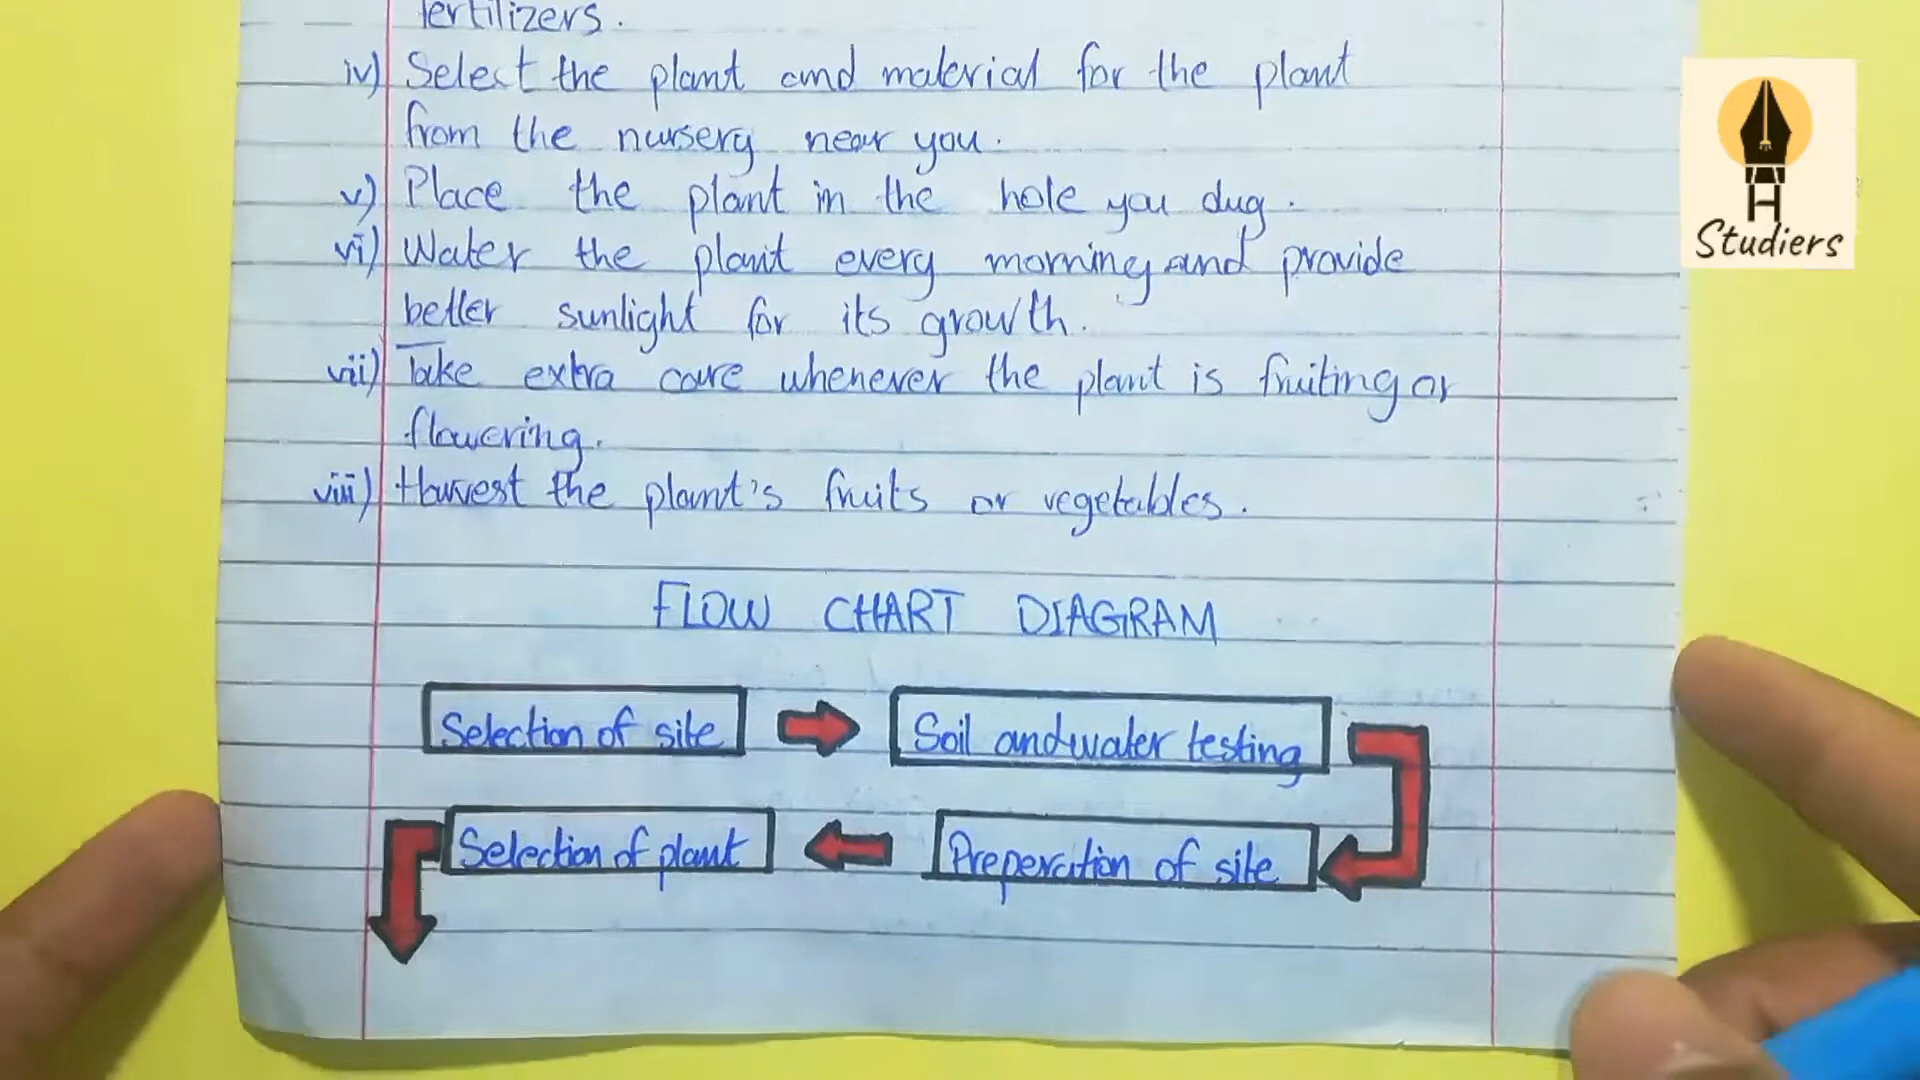 fertilizers.
iv) Select the plant and material for the plant
from the nursery near you.
v) Place the plant in the hole you dug.
vi) Water the plant every morning and provide
better sunlight for its growth.
vii) Take extra care whenever the plant is fruiting or
flowering.
viii) Harvest the plant's fruits or vegetables.
FLOW CHART DIAGRAM
Selection of site
Soil and water testing
Preperation of site
Selection of plant
Studiers